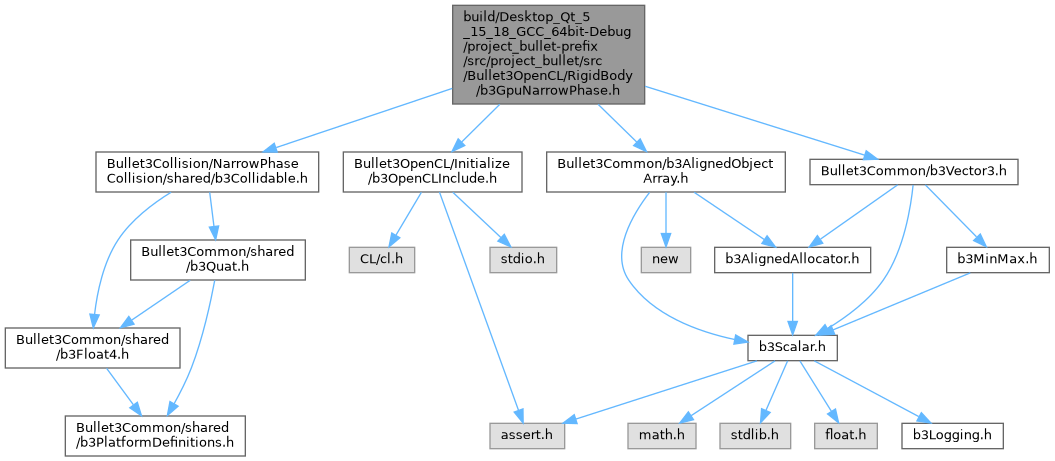 build/Desktop_Qt_5
_15_18_GCC_64bit-Debug
/project_bullet-prefix
/src/project_bullet/src
/Bullet3OpenCL/RigidBody
/b3GpuNarrowPhase.h
Bullet3Collision/NarrowPhase
Collision/shared/b3Collidable.h
Bullet3OpenCL/Initialize
/b3OpenCLInclude.h
Bullet3Common/b3AlignedObject
Array.h
Bullet3Common/b3Vector3.h
Bullet3Common/shared
/b3Quat.h
CL/cl.h
stdio.h
new
b3AlignedAllocator.h
b3MinMax.h
Bullet3Common/shared
/b3Float4.h
b3Scalar.h
Bullet3Common/shared
/b3PlatformDefinitions.h
assert.h
math.h
stdlib.h
float.h
b3Logging.h